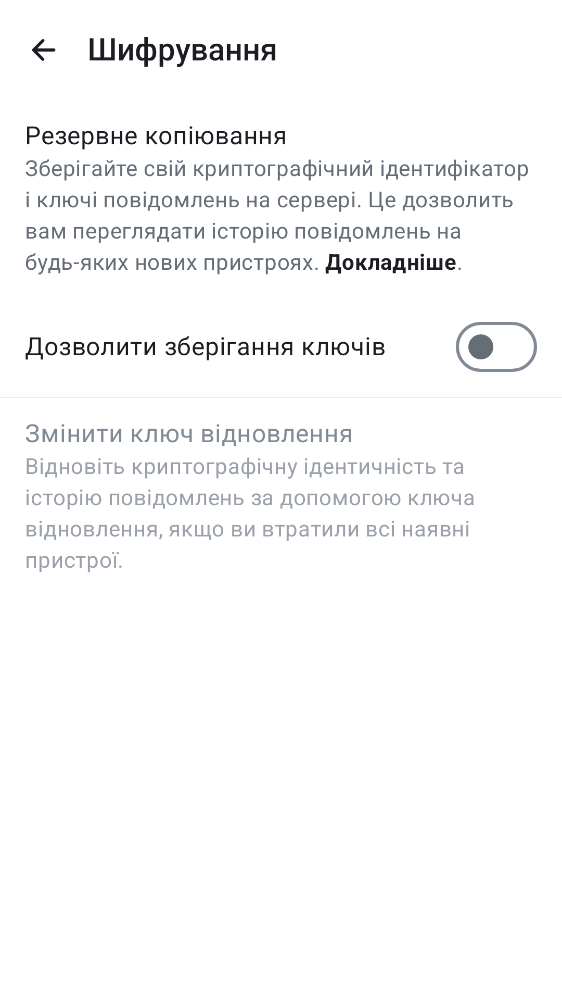 Шифрування
Резервне копіювання
Зберігайте свій криптографічний ідентифікатор
і ключі повідомлень на сервері. Це дозволить
вам переглядати історію повідомлень на
будь-яких нових пристроях. Докладніше.
Дозволити зберігання ключів
Змінити ключ відновлення
Відновіть криптографічну ідентичність та
історію повідомлень за допомогою ключа
відновлення, якщо ви втратили всі наявні
пристрої.